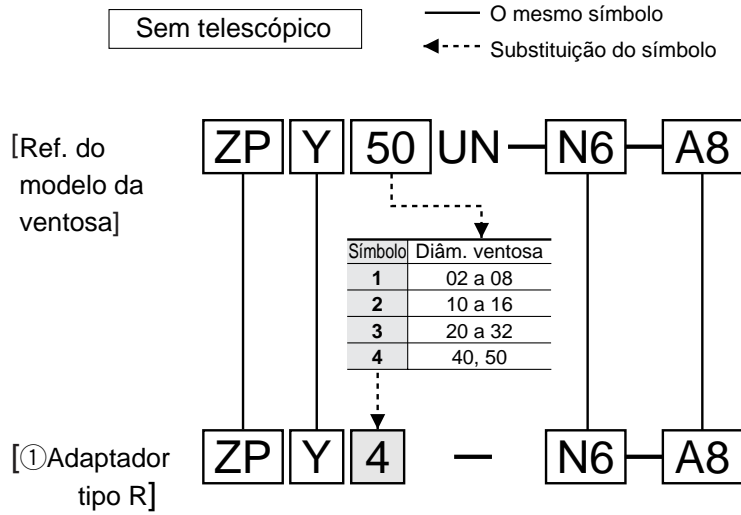 Sem telescópico
O mesmo símbolo
Substituição do símbolo
[Ref. do modelo da ventosa]
ZP Y 50 UN — N6 — A8
Símbolo Diâm. ventosa
1 02 a 08
2 10 a 16
3 20 a 32
4 40, 50
[①Adaptador tipo R]
ZP Y 4 — N6 — A8